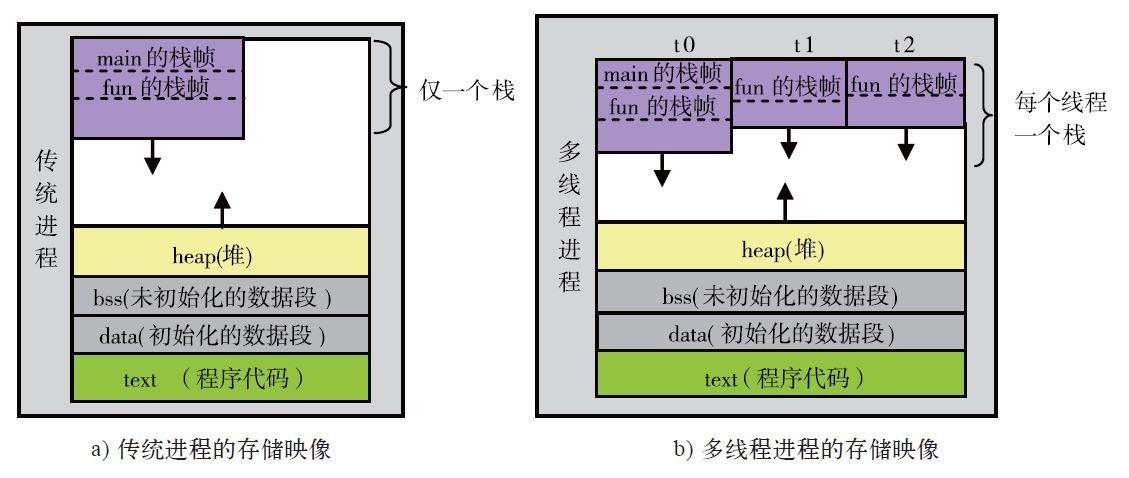 main的栈帧
fun 的栈帧
仅一个栈
传统进程
heap(堆)
bss(未初始化的数据段)
data(初始化的数据段)
text （程序代码）
a) 传统进程的存储映像
t0
t1
t2
main的栈帧
fun 的栈帧
fun 的栈帧
fun 的栈帧
每个线程
一个栈
多线程进程
heap(堆)
bss(未初始化的数据段)
data( 初始化的数据段)
text（程序代码）
b) 多线程进程的存储映像